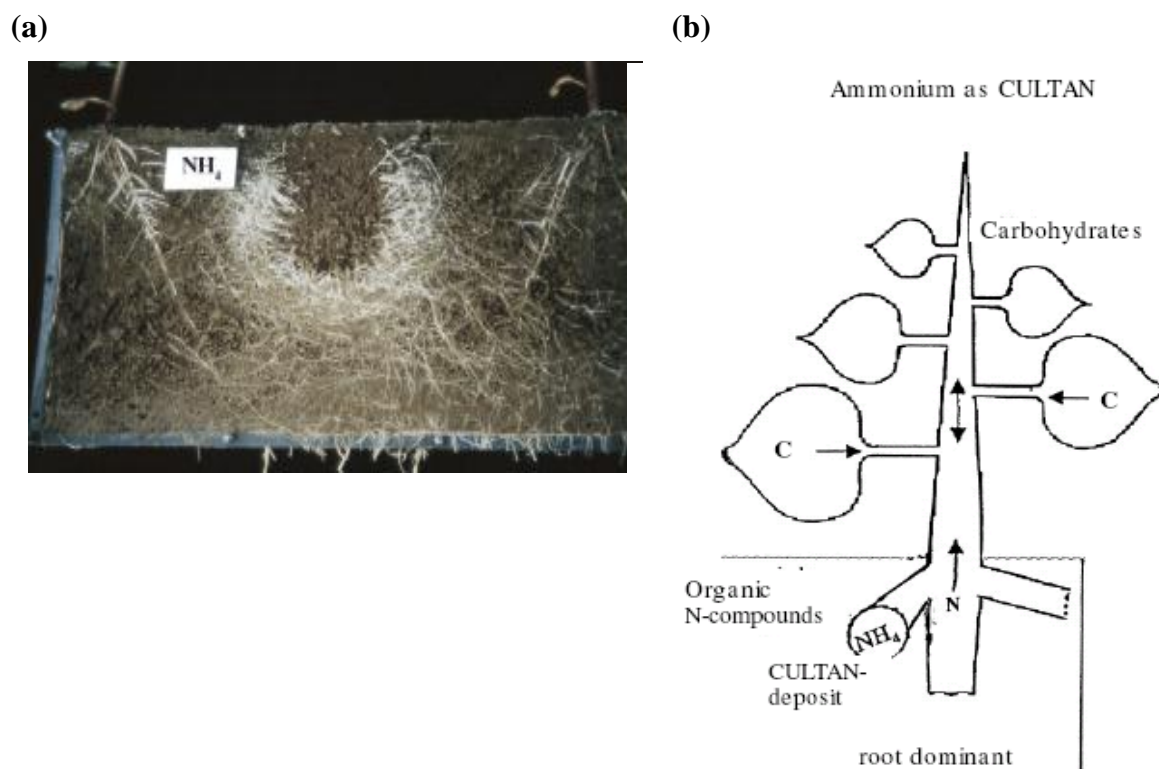 (a)
NH₄
(b)
Ammonium as CULTAN
Carbohydrates
C
C
Organic
N-compounds
N
NH₄
CULTAN-
deposit
root dominant